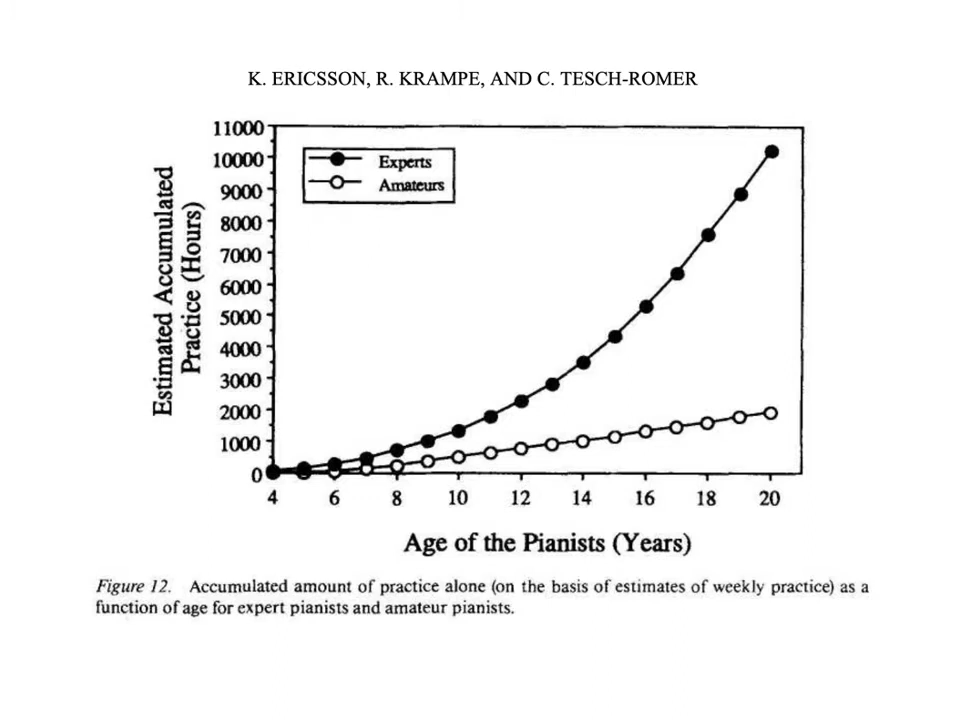 K. ERICSSON, R. KRAMPE, AND C. TESCH-ROMER
11000
10000
9000
8000
7000
6000
5000
4000
3000
2000
1000
0
Estimated Accumulated
Practice (Hours)
Experts
Amateurs
4 6 8 10 12 14 16 18 20
Age of the Pianists (Years)
Figure 12. Accumulated amount of practice alone (on the basis of estimates of weekly practice) as a
function of age for expert pianists and amateur pianists.